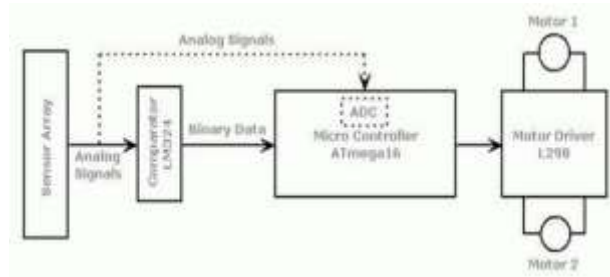 Motor 1
Analog Signals
Sensor Array
Analog
Signals
Comparator
LM324
Binary Data
ADC
Micro Controller
ATmega16
Motor Driver
L298
Motor 2